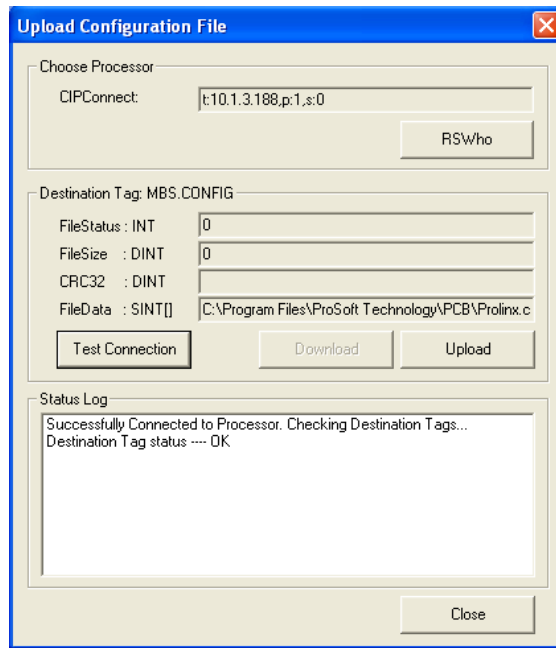 Upload Configuration File
Choose Processor
CIPConnect: t:10.1.3.188,p:1,s:0
RSWho
Destination Tag: MBS.CONFIG
FileStatus : INT 0
FileSize : DINT 0
CRC32 : DINT
FileData : SINT[] C:\Program Files\ProSoft Technology\PCB\Prolinx.c
Test Connection Download Upload
Status Log
Successfully Connected to Processor. Checking Destination Tags...
Destination Tag status ---- OK
Close